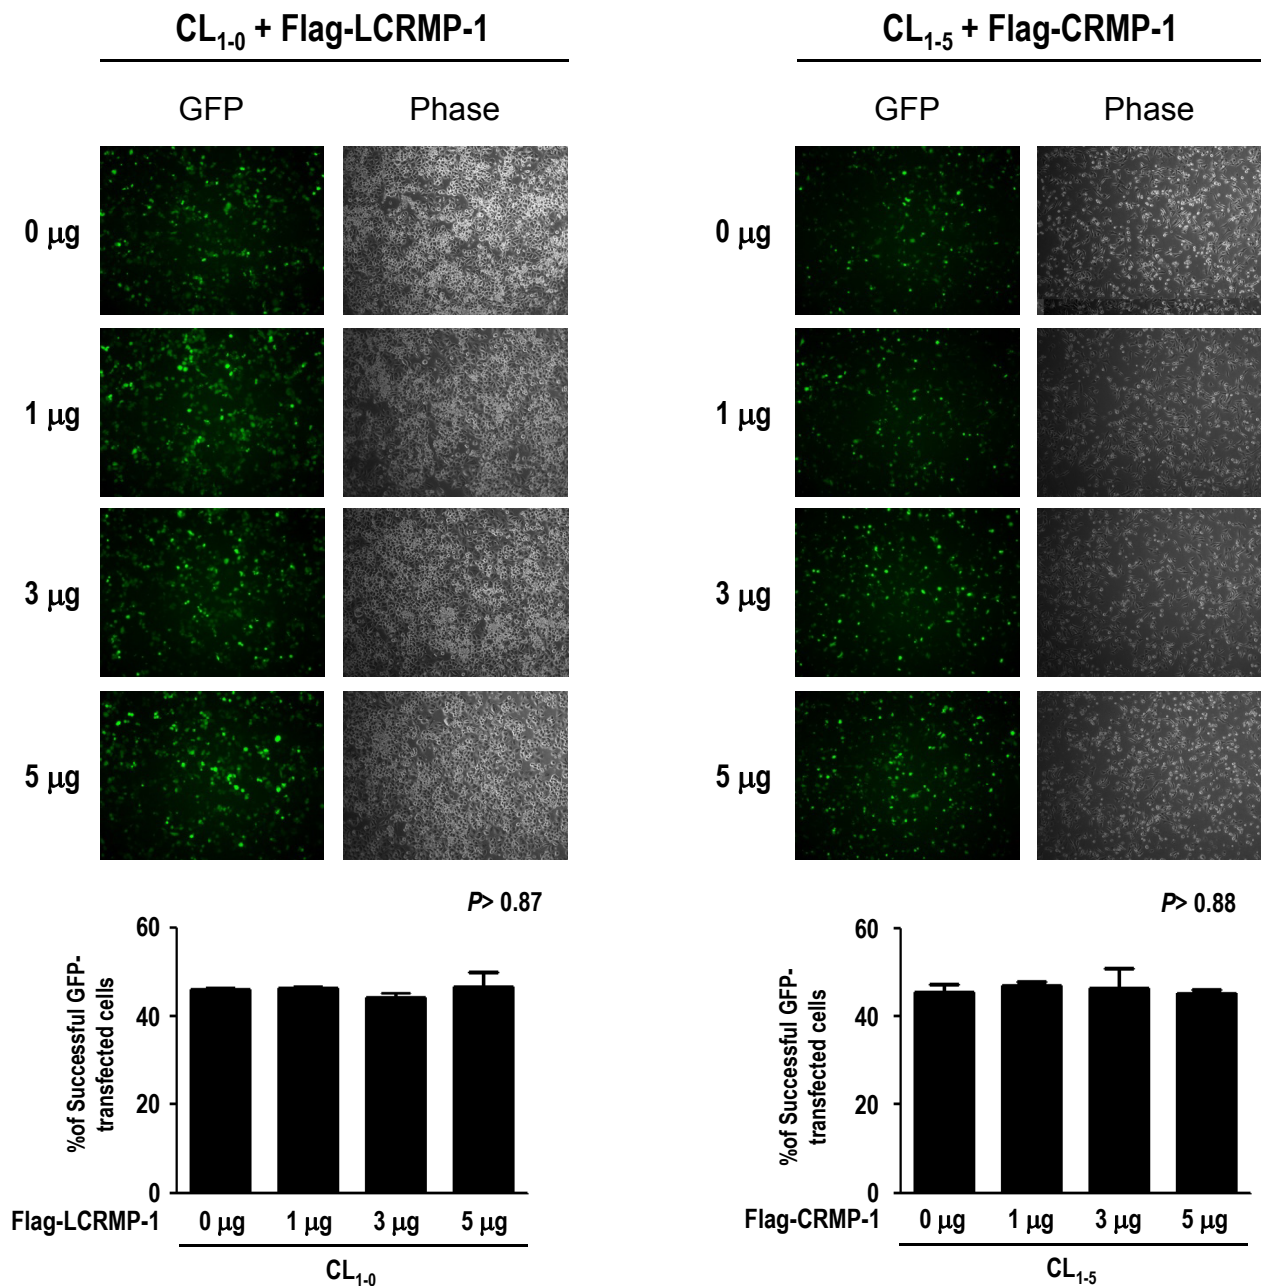 CL1-0 + Flag-LCRMP-1
CL1-5 + Flag-CRMP-1
GFP Phase
GFP Phase
0 μg
0 μg
1 μg
1 μg
3 μg
3 μg
5 μg
5 μg
P> 0.87
60
40
20
0
%of Successful GFP-
transfected cells
Flag-LCRMP-1 0 μg 1 μg 3 μg 5 μg
CL1-0
P> 0.88
60
40
20
0
%of Successful GFP-
transfected cells
Flag-CRMP-1 0 μg 1 μg 3 μg 5 μg
CL1-5